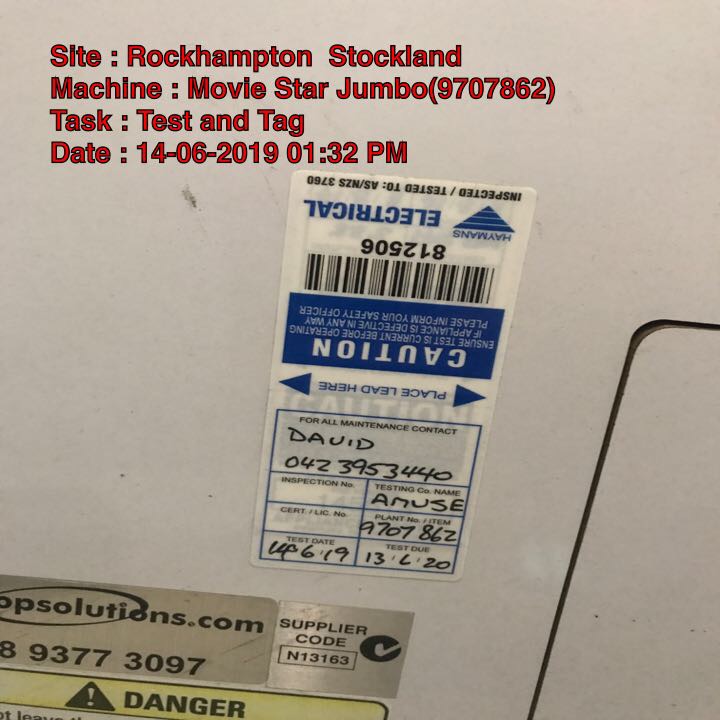 Site : Rockhampton  Stockland
Machine : Movie Star Jumbo(9707862)
Task : Test and Tag
Date : 14-06-2019 01:32 PM
INSPECTED / TESTED TO: AS/NZS 3760
HAYMANS
ELECTRICAL
812506
CAUTION
ENSURE TEST IS CURRENT BEFORE OPERATING
IF APPLIANCE IS DEFECTIVE IN ANY WAY
PLEASE INFORM YOUR SAFETY OFFICER
PLACE LEAD HERE
FOR ALL MAINTENANCE CONTACT
DAVID
0423953440
INSPECTION No.
TESTING Co. NAME
AMUSE
CERT. / LIC. No.
PLANT No. / ITEM
9707862
TEST DATE
14 6 19
TEST DUE
13 6 20
opsolutions.com
8 9377 3097
SUPPLIER
CODE
N13163
DANGER